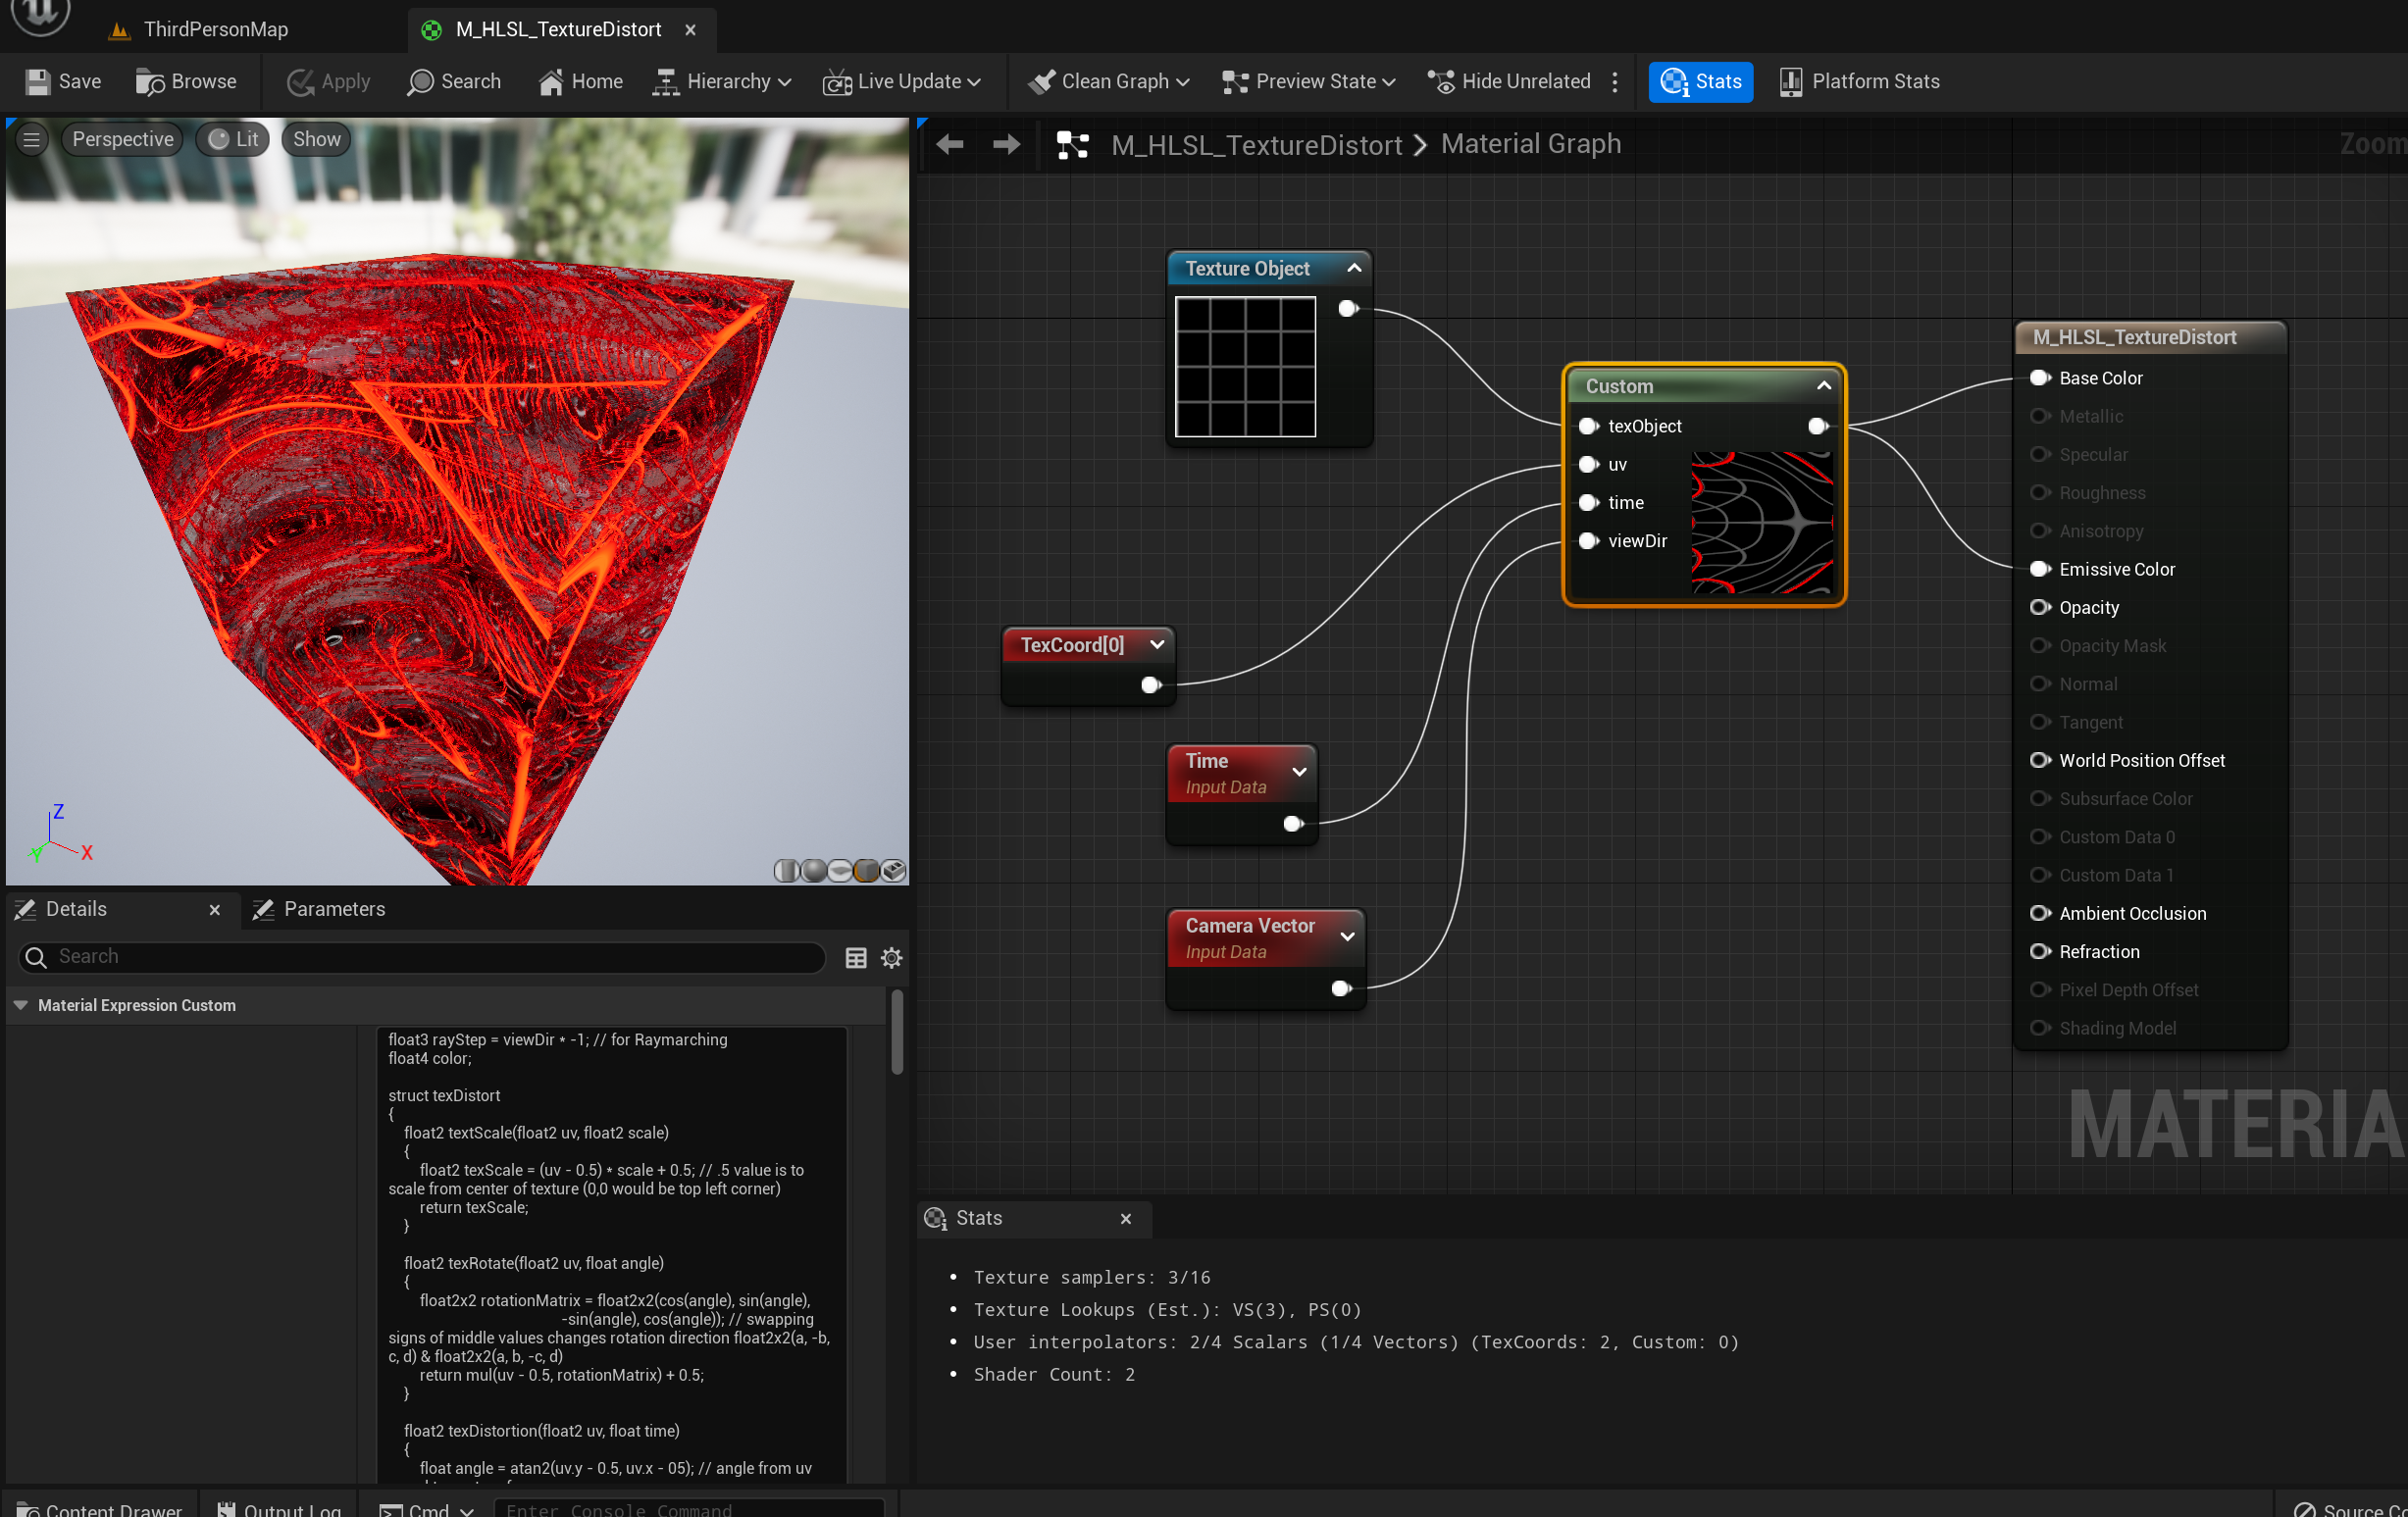 ThirdPersonMap
M_HLSL_TextureDistort
Save
Browse
Apply
Search
Home
Hierarchy
Live Update
Clean Graph
Preview State
Hide Unrelated
Stats
Platform Stats
Perspective
Lit
Show
Z
Y
X
M_HLSL_TextureDistort > Material Graph
Zoom
Texture Object
Custom
texObject
uv
time
viewDir
TexCoord[0]
Time
Input Data
Camera Vector
Input Data
M_HLSL_TextureDistort
Base Color
Metallic
Specular
Roughness
Anisotropy
Emissive Color
Opacity
Opacity Mask
Normal
Tangent
World Position Offset
Subsurface Color
Custom Data 0
Custom Data 1
Ambient Occlusion
Refraction
Pixel Depth Offset
Shading Model
MATERIA
Details
Parameters
Search
Material Expression Custom
float3 rayStep = viewDir * -1; // for Raymarching
float4 color;
struct texDistort
{
float2 textScale(float2 uv, float2 scale)
{
float2 texScale = (uv - 0.5) * scale + 0.5; // .5 value is to
scale from center of texture (0,0 would be top left corner)
return texScale;
}
float2 texRotate(float2 uv, float angle)
{
float2x2 rotationMatrix = float2x2(cos(angle), sin(angle),
-sin(angle), cos(angle)); // swapping
signs of middle values changes rotation direction float2x2(a, -b,
c, d) & float2x2(a, b, -c, d)
return mul(uv - 0.5, rotationMatrix) + 0.5;
}
float2 texDistortion(float2 uv, float time)
{
float angle = atan2(uv.y - 0.5, uv.x - 05); // angle from uv
Stats
• Texture samplers: 3/16
• Texture Lookups (Est.): VS(3), PS(0)
• User interpolators: 2/4 Scalars (1/4 Vectors) (TexCoords: 2, Custom: 0)
• Shader Count: 2
Content Drawer
Output Log
Cmd
Enter Console Command
Source Co